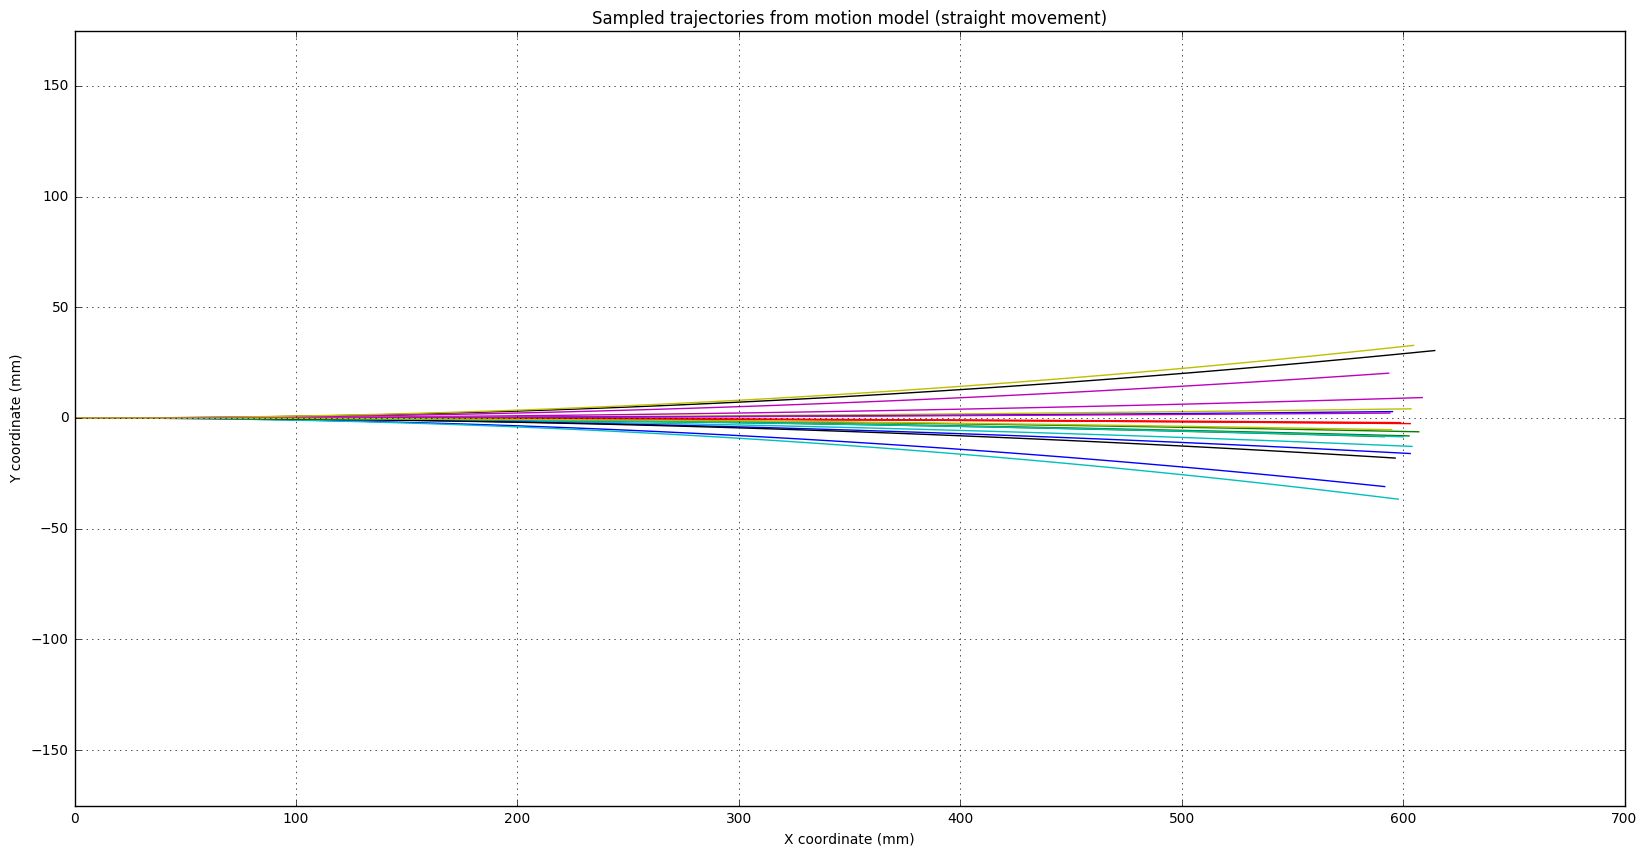 Sampled trajectories from motion model (straight movement)
150
100
50
0
−50
−100
−150
Y coordinate (mm)
0 100 200 300 400 500 600 700
X coordinate (mm)